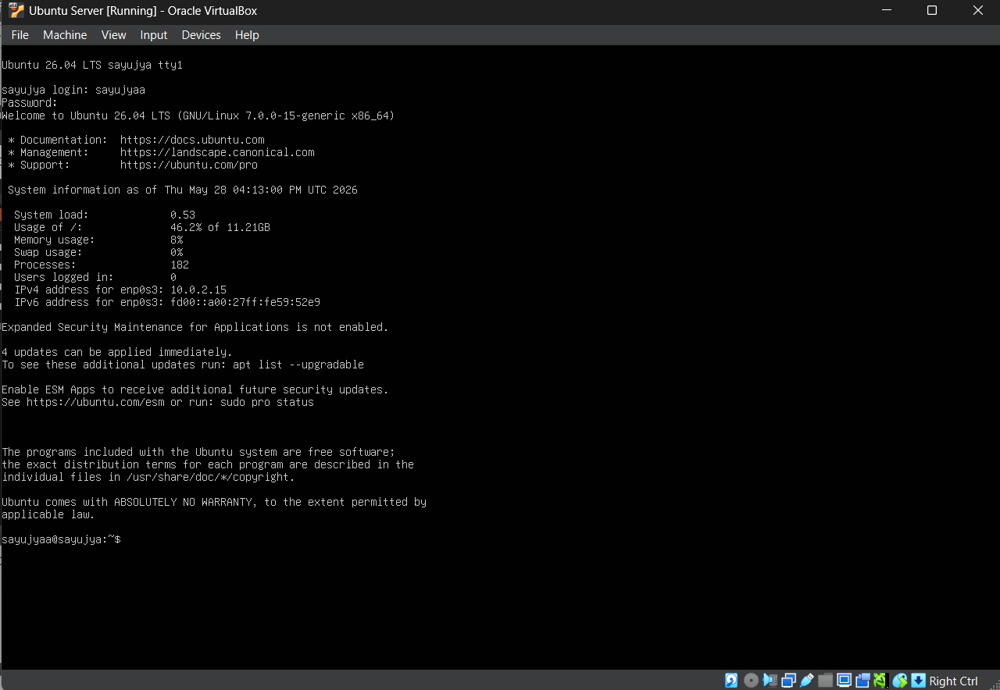 Ubuntu Server [Running] - Oracle VirtualBox
File Machine View Input Devices Help
Ubuntu 26.04 LTS sayujya tty1
sayujya login: sayujyaa
Password:
Welcome to Ubuntu 26.04 LTS (GNU/Linux 7.0.0-15-generic x86_64)
* Documentation: https://docs.ubuntu.com
* Management: https://landscape.canonical.com
* Support: https://ubuntu.com/pro
System information as of Thu May 28 04:13:00 PM UTC 2026
System load: 0.53
Usage of /: 46.2% of 11.21GB
Memory usage: 8%
Swap usage: 0%
Processes: 182
Users logged in: 0
IPv4 address for enp0s3: 10.0.2.15
IPv6 address for enp0s3: fd00::a00:27ff:fe59:52e9
Expanded Security Maintenance for Applications is not enabled.
4 updates can be applied immediately.
To see these additional updates run: apt list --upgradable
Enable ESM Apps to receive additional future security updates.
See https://ubuntu.com/esm or run: sudo pro status
The programs included with the Ubuntu system are free software;
the exact distribution terms for each program are described in the
individual files in /usr/share/doc/*/copyright.
Ubuntu comes with ABSOLUTELY NO WARRANTY, to the extent permitted by
applicable law.
sayujyaa@sayujya:~$
Right Ctrl